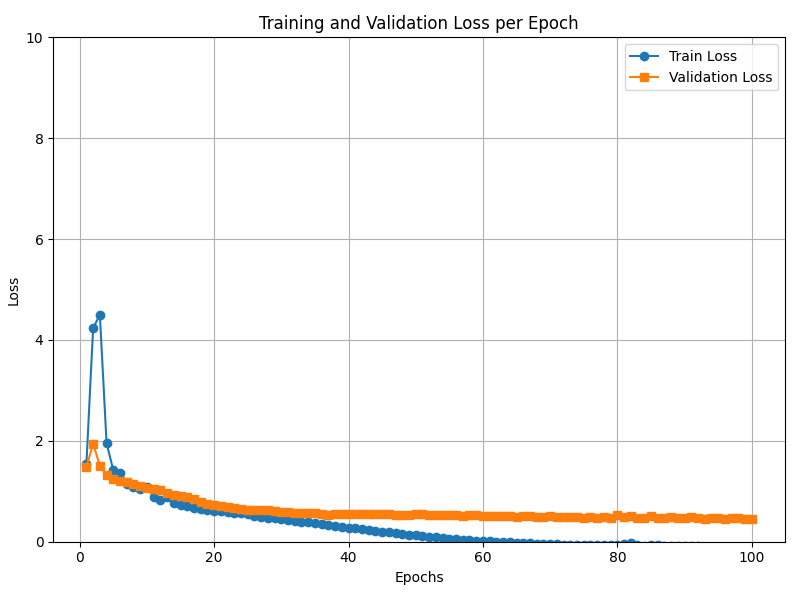 Training and Validation Loss per Epoch
Train Loss
Validation Loss
10
8
6
4
2
0
Loss
0 20 40 60 80 100
Epochs